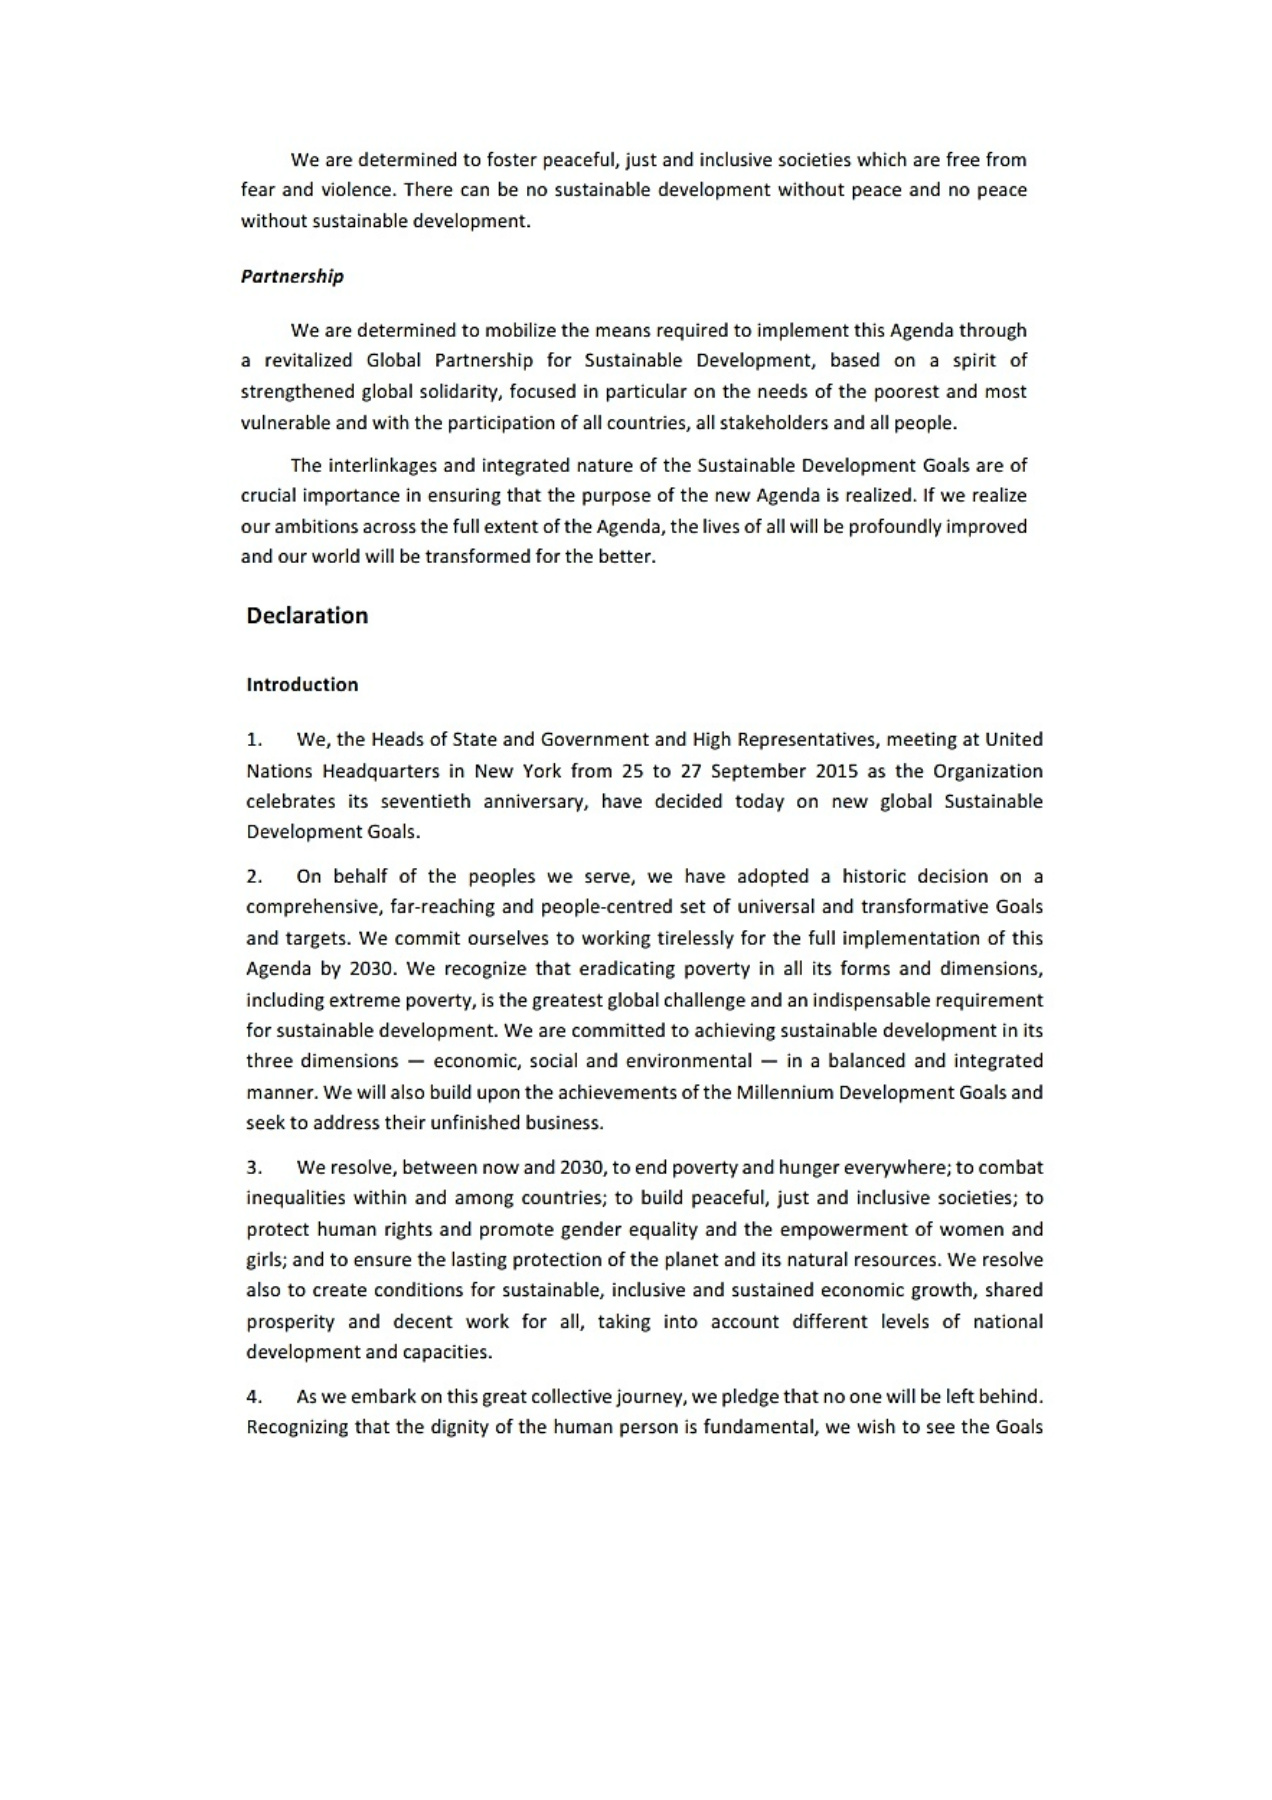 We are determined to foster peaceful, just and inclusive societies which are free from
fear and violence. There can be no sustainable development without peace and no peace
without sustainable development.
Partnership
We are determined to mobilize the means required to implement this Agenda through
a revitalized Global Partnership for Sustainable Development, based on a spirit of
strengthened global solidarity, focused in particular on the needs of the poorest and most
vulnerable and with the participation of all countries, all stakeholders and all people.
The interlinkages and integrated nature of the Sustainable Development Goals are of
crucial importance in ensuring that the purpose of the new Agenda is realized. If we realize
our ambitions across the full extent of the Agenda, the lives of all will be profoundly improved
and our world will be transformed for the better.
Declaration
Introduction
1. We, the Heads of State and Government and High Representatives, meeting at United
Nations Headquarters in New York from 25 to 27 September 2015 as the Organization
celebrates its seventieth anniversary, have decided today on new global Sustainable
Development Goals.
2. On behalf of the peoples we serve, we have adopted a historic decision on a
comprehensive, far-reaching and people-centred set of universal and transformative Goals
and targets. We commit ourselves to working tirelessly for the full implementation of this
Agenda by 2030. We recognize that eradicating poverty in all its forms and dimensions,
including extreme poverty, is the greatest global challenge and an indispensable requirement
for sustainable development. We are committed to achieving sustainable development in its
three dimensions — economic, social and environmental — in a balanced and integrated
manner. We will also build upon the achievements of the Millennium Development Goals and
seek to address their unfinished business.
3. We resolve, between now and 2030, to end poverty and hunger everywhere; to combat
inequalities within and among countries; to build peaceful, just and inclusive societies; to
protect human rights and promote gender equality and the empowerment of women and
girls; and to ensure the lasting protection of the planet and its natural resources. We resolve
also to create conditions for sustainable, inclusive and sustained economic growth, shared
prosperity and decent work for all, taking into account different levels of national
development and capacities.
4. As we embark on this great collective journey, we pledge that no one will be left behind.
Recognizing that the dignity of the human person is fundamental, we wish to see the Goals